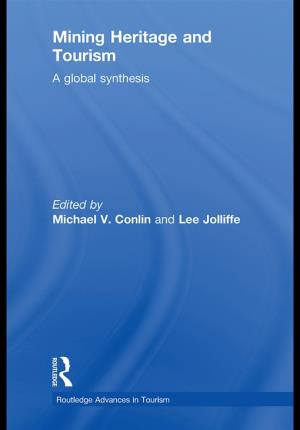 Mining Heritage and
Tourism
A global synthesis
Edited by
Michael V. Conlin and Lee Jolliffe
ROUTLEDGE
Routledge Advances in Tourism